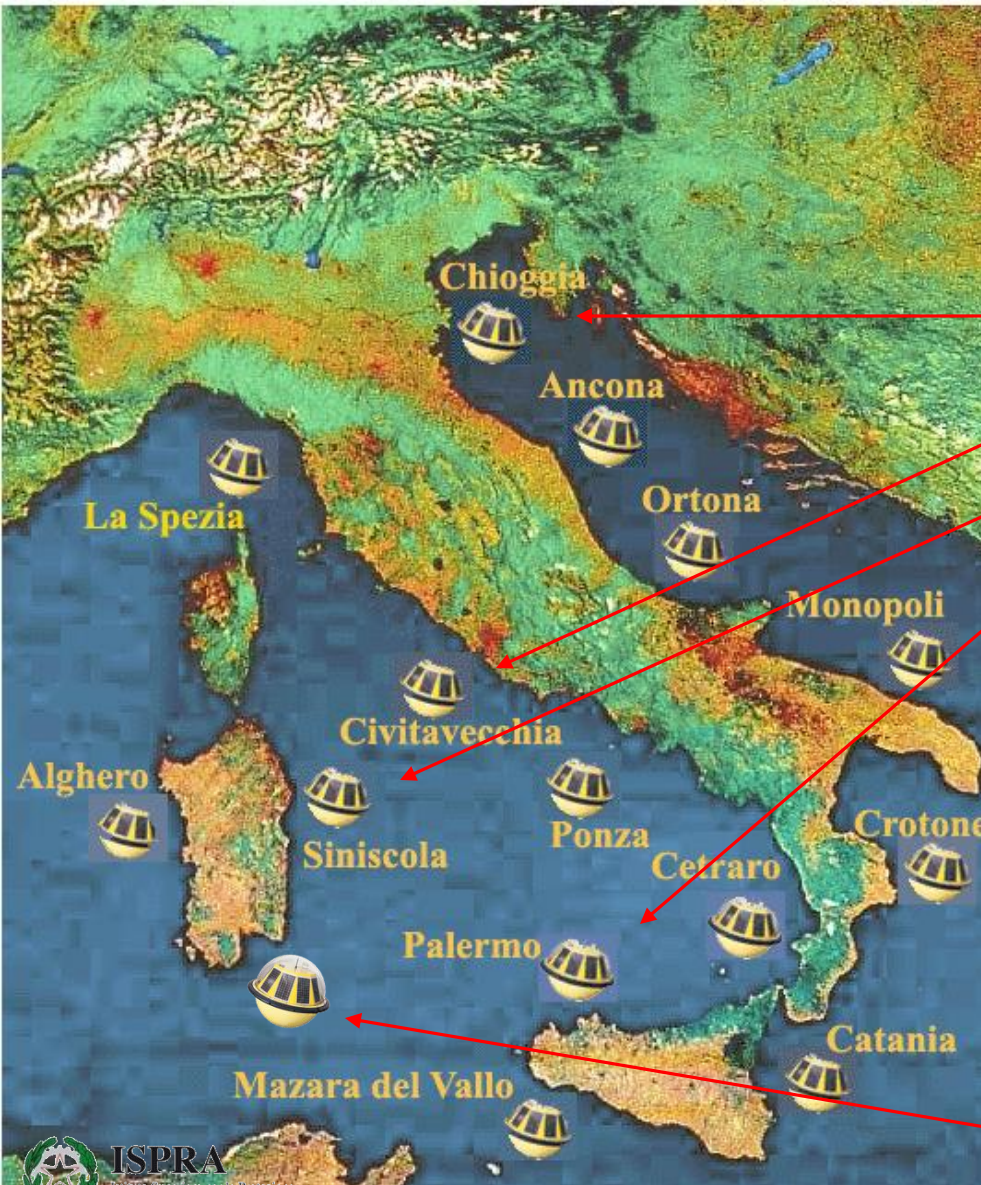 Chioggia
Ancona
Ortona
La Spezia
Monopoli
Civitavecchia
Alghero
Siniscola
Ponza
Crotone
Cetraro
Palermo
Catania
Mazara del Vallo
ISPRA